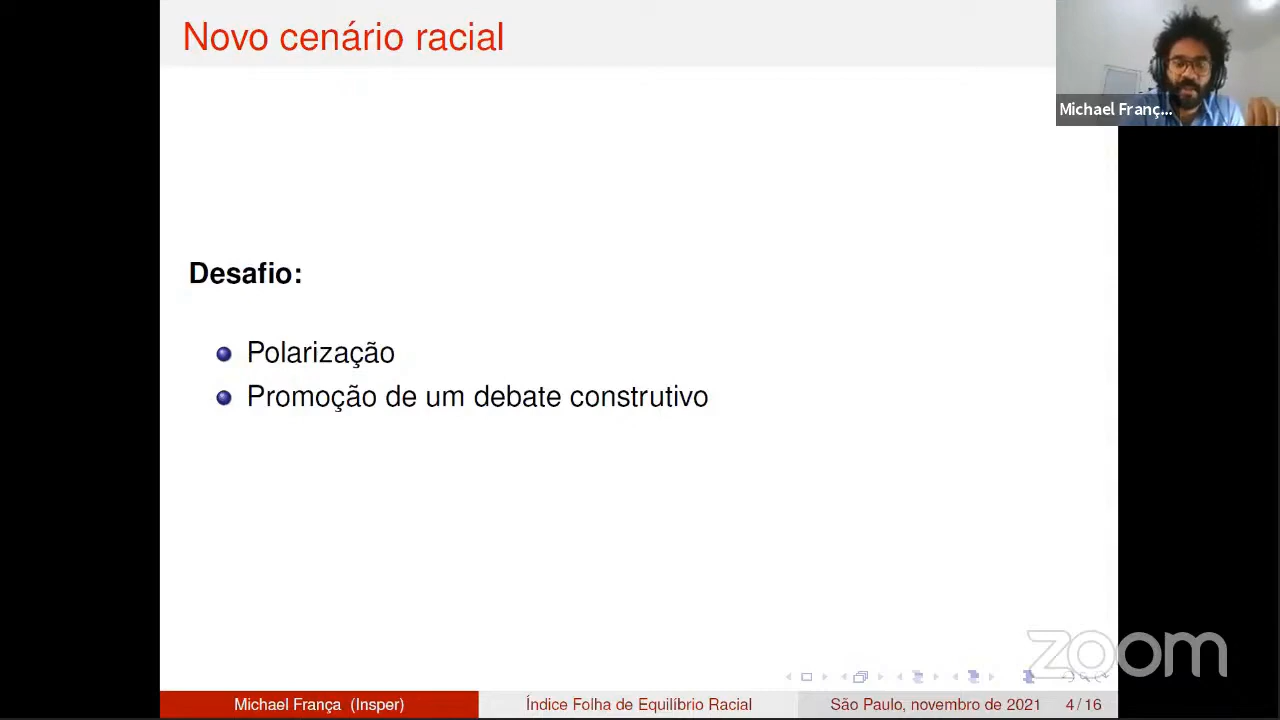 Novo cenário racial
Michael Franç...
Desafio:
Polarização
Promoção de um debate construtivo
zoom
Michael França (Insper)
Índice Folha de Equilíbrio Racial
São Paulo, novembro de 2021
4/16